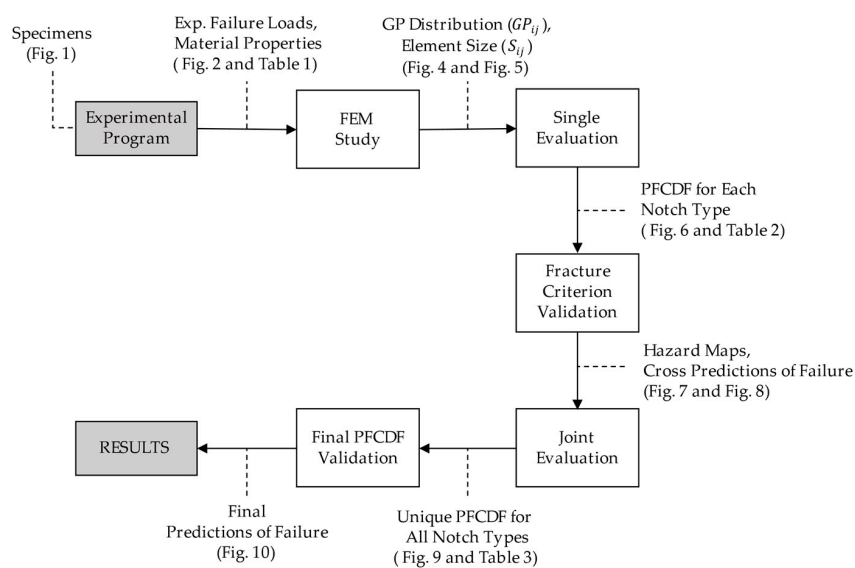 Specimens
(Fig. 1)
Exp. Failure Loads,
Material Properties
( Fig. 2 and Table 1)
GP Distribution (GP_ij),
Element Size (S_ij)
(Fig. 4 and Fig. 5)
Experimental
Program
FEM
Study
Single
Evaluation
PFCDF for Each
Notch Type
( Fig. 6 and Table 2)
Fracture
Criterion
Validation
Hazard Maps,
Cross Predictions of Failure
(Fig. 7 and Fig. 8)
Joint
Evaluation
Final PFCDF
Validation
RESULTS
Unique PFCDF for
All Notch Types
( Fig. 9 and Table 3)
Final
Predictions of Failure
(Fig. 10)